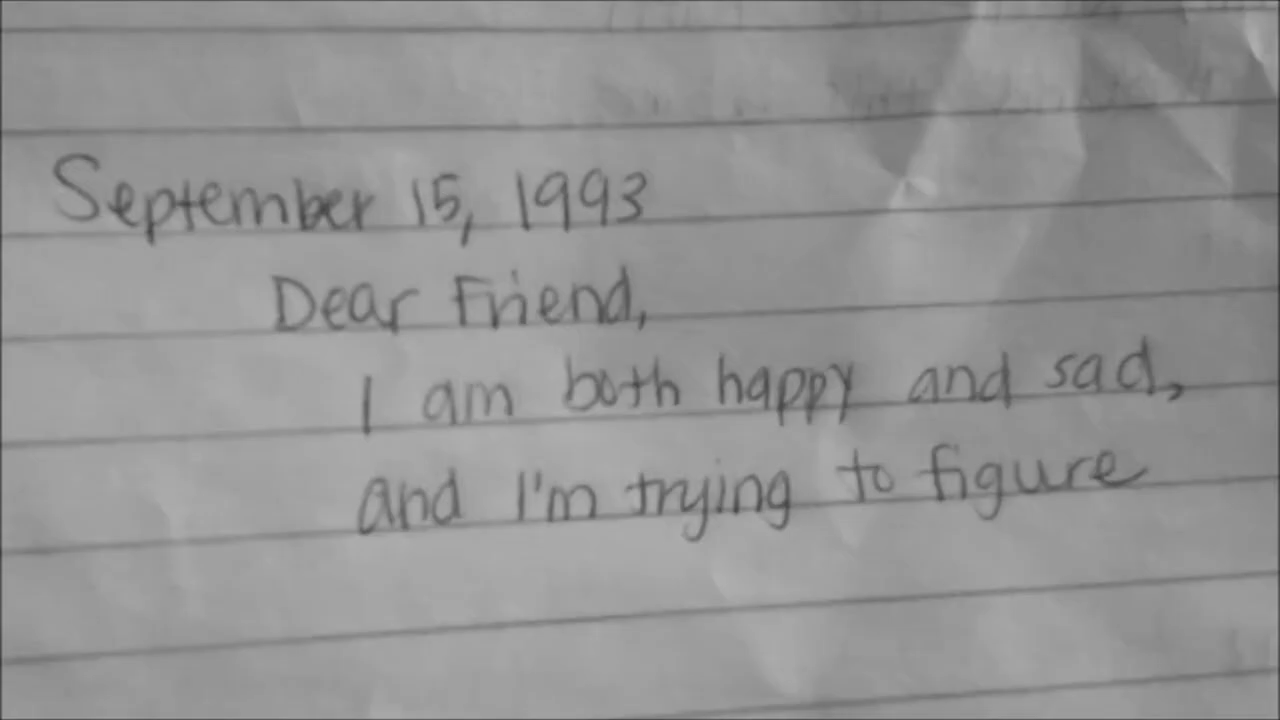 September 15, 1993
Dear Friend,
I am both happy and sad,
and I'm trying to figure